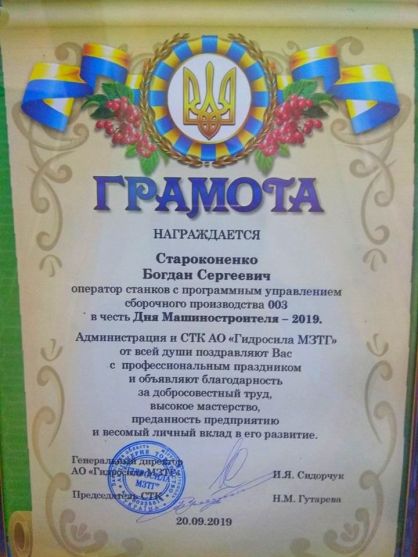 ГРАМОТА
НАГРАЖДАЕТСЯ
Староконенко
Богдан Сергеевич
оператор станков с программным управлением
сборочного производства 003
в честь Дня Машиностроителя – 2019.
Администрация и СТК АО «Гидросила МЗТГ»
от всей души поздравляют Вас
с профессиональным праздником
и объявляют благодарность
за добросовестный труд,
высокое мастерство,
преданность предприятию
и весомый личный вклад в его развитие.
Генеральный директор
АО «Гидросила МЗТГ» И.Я. Сидорчук
Председатель СТК Н.М. Гутарева
20.09.2019